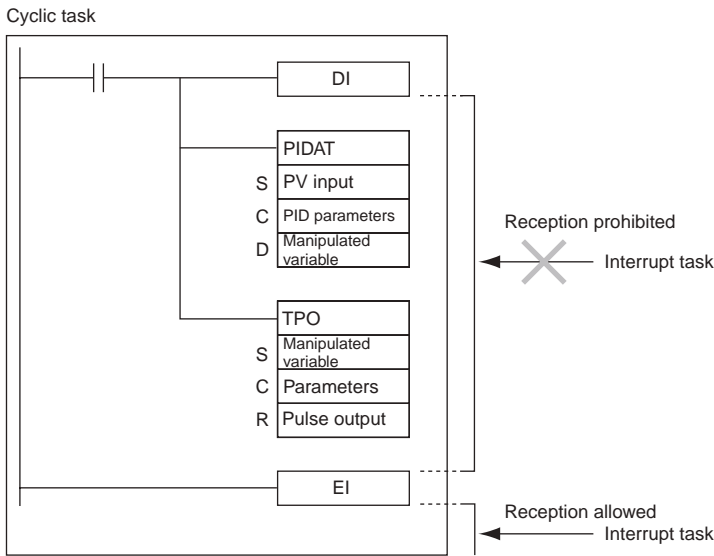 Cyclic task
DI
PIDAT
S PV input
C PID parameters
D Manipulated
variable
Reception prohibited
Interrupt task
TPO
S Manipulated
variable
C Parameters
R Pulse output
EI
Reception allowed
Interrupt task